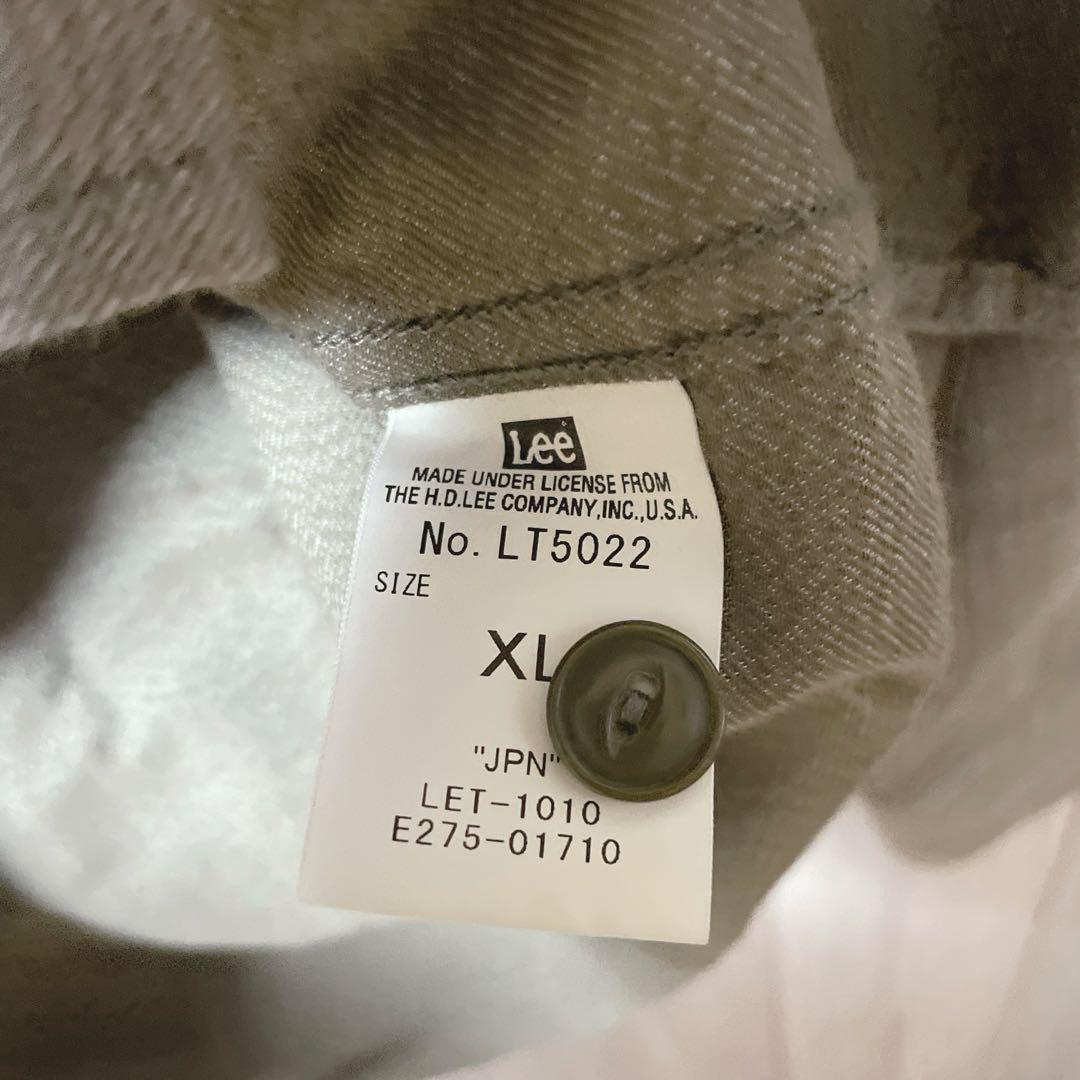 Lee
MADE UNDER LICENSE FROM
THE H.D.LEE COMPANY,INC.,U.S.A.
No. LT5022
SIZE
XL
"JPN"
LET-1010
E275-01710